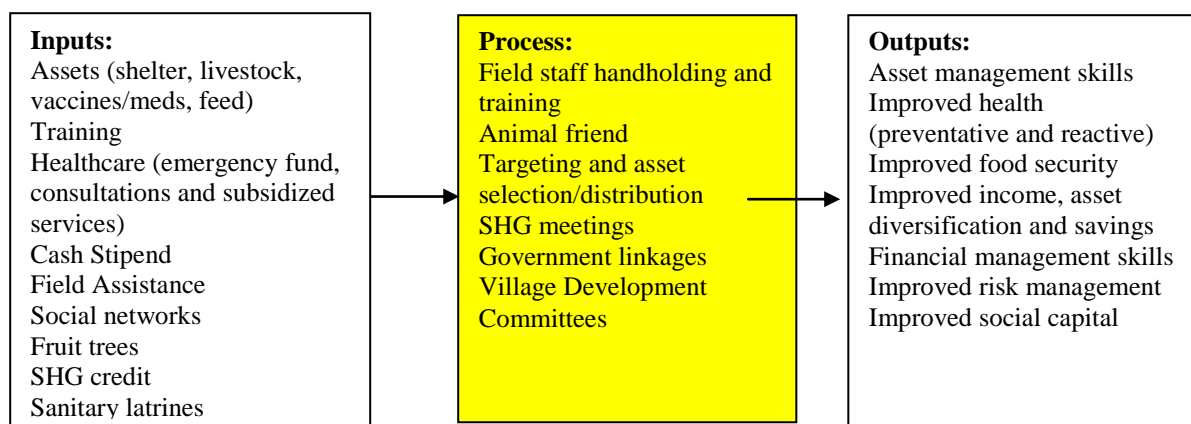 Inputs:
Assets (shelter, livestock,
vaccines/meds, feed)
Training
Healthcare (emergency fund,
consultations and subsidized
services)
Cash Stipend
Field Assistance
Social networks
Fruit trees
SHG credit
Sanitary latrines
Process:
Field staff handholding and
training
Animal friend
Targeting and asset
selection/distribution
SHG meetings
Government linkages
Village Development
Committees
Outputs:
Asset management skills
Improved health
(preventative and reactive)
Improved food security
Improved income, asset
diversification and savings
Financial management skills
Improved risk management
Improved social capital